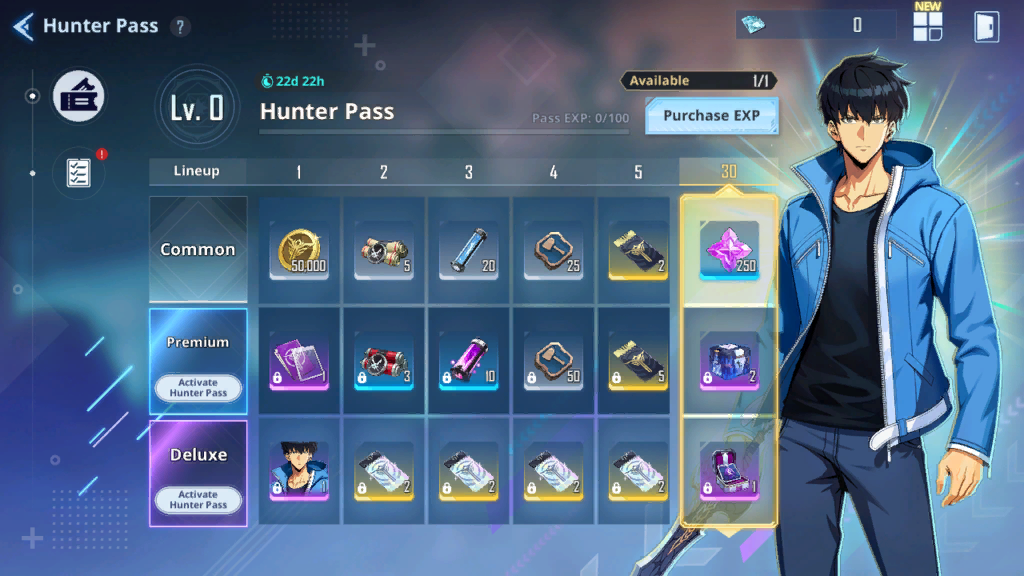 Hunter Pass ?
0
NEW
22d 22h
Available 1/1
Lv. 0
Hunter Pass
Pass EXP: 0/100
Purchase EXP
!
Lineup 1 2 3 4 5 30
Common
50,000 5 20 25 2 250
Premium
Activate
Hunter Pass
3 10 50 5 2
Deluxe
Activate
Hunter Pass
1 2 2 2 2 1